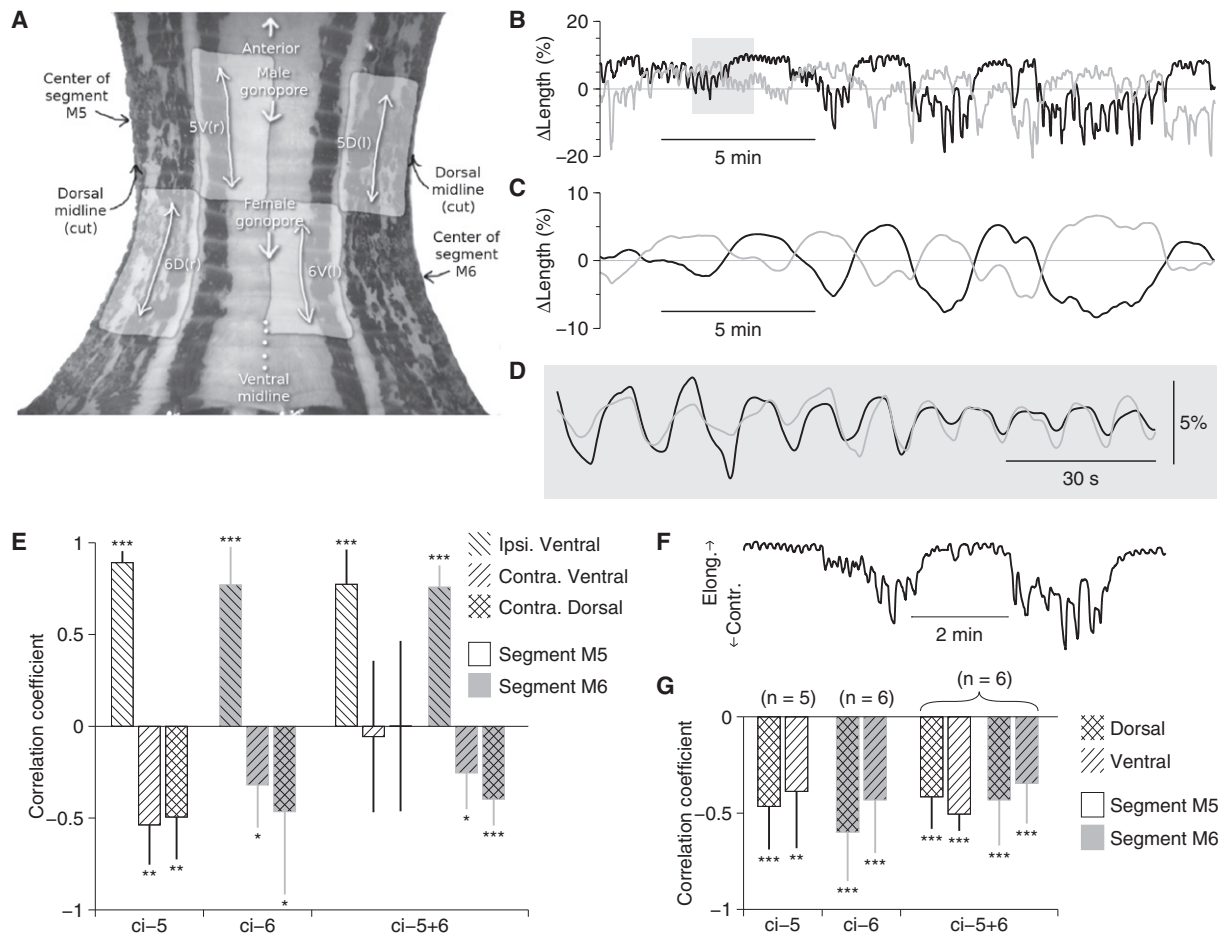 A
Anterior
Male
gonopore
Center of
segment
M5
5V(r)
5D(l)
Dorsal
midline
(cut)
Dorsal
midline
(cut)
Female
gonopore
6D(r)
6V(l)
Center of
segment
M6
Ventral
midline
B
20
0
−20
ΔLength (%)
5 min
C
10
0
−10
ΔLength (%)
5 min
D
5%
30 s
E
1
0.5
0
−0.5
−1
Correlation coefficient
*** *** *** ***
Ipsi. Ventral
Contra. Ventral
Contra. Dorsal
Segment M5
Segment M6
** ** * * * ***
ci−5 ci−6 ci−5+6
F
Elong.→
←Contr.
2 min
G
(n = 5) (n = 6) (n = 6)
0
−0.5
−1
Correlation coefficient
*** ** *** *** *** *** *** ***
Dorsal
Ventral
Segment M5
Segment M6
ci−5 ci−6 ci−5+6